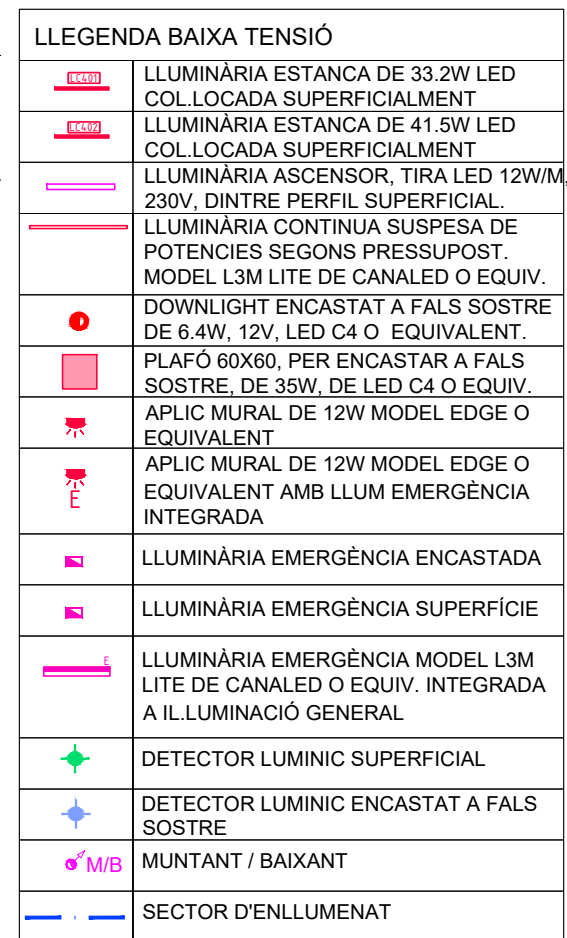 LLEGENDA BAIXA TENSIÓ
LC401
LLUMINÀRIA ESTANCA DE 33.2W LED
COL.LOCADA SUPERFICIALMENT
LC402
LLUMINÀRIA ESTANCA DE 41.5W LED
COL.LOCADA SUPERFICIALMENT
LLUMINÀRIA ASCENSOR, TIRA LED 12W/M,
230V, DINTRE PERFIL SUPERFICIAL.
LLUMINÀRIA CONTINUA SUSPESA DE
POTENCIES SEGONS PRESSUPOST.
MODEL L3M LITE DE CANALED O EQUIV.
DOWNLIGHT ENCASTAT A FALS SOSTRE
DE 6.4W, 12V, LED C4 O EQUIVALENT.
PLAFÓ 60X60, PER ENCASTAR A FALS
SOSTRE, DE 35W, DE LED C4 O EQUIV.
APLIC MURAL DE 12W MODEL EDGE O
EQUIVALENT
E
APLIC MURAL DE 12W MODEL EDGE O
EQUIVALENT AMB LLUM EMERGÈNCIA
INTEGRADA
LLUMINÀRIA EMERGÈNCIA ENCASTADA
LLUMINÀRIA EMERGÈNCIA SUPERFÍCIE
E
LLUMINÀRIA EMERGÈNCIA MODEL L3M
LITE DE CANALED O EQUIV. INTEGRADA
A IL.LUMINACIÓ GENERAL
DETECTOR LUMINIC SUPERFICIAL
DETECTOR LUMINIC ENCASTAT A FALS
SOSTRE
M/B
MUNTANT / BAIXANT
SECTOR D'ENLLUMENAT